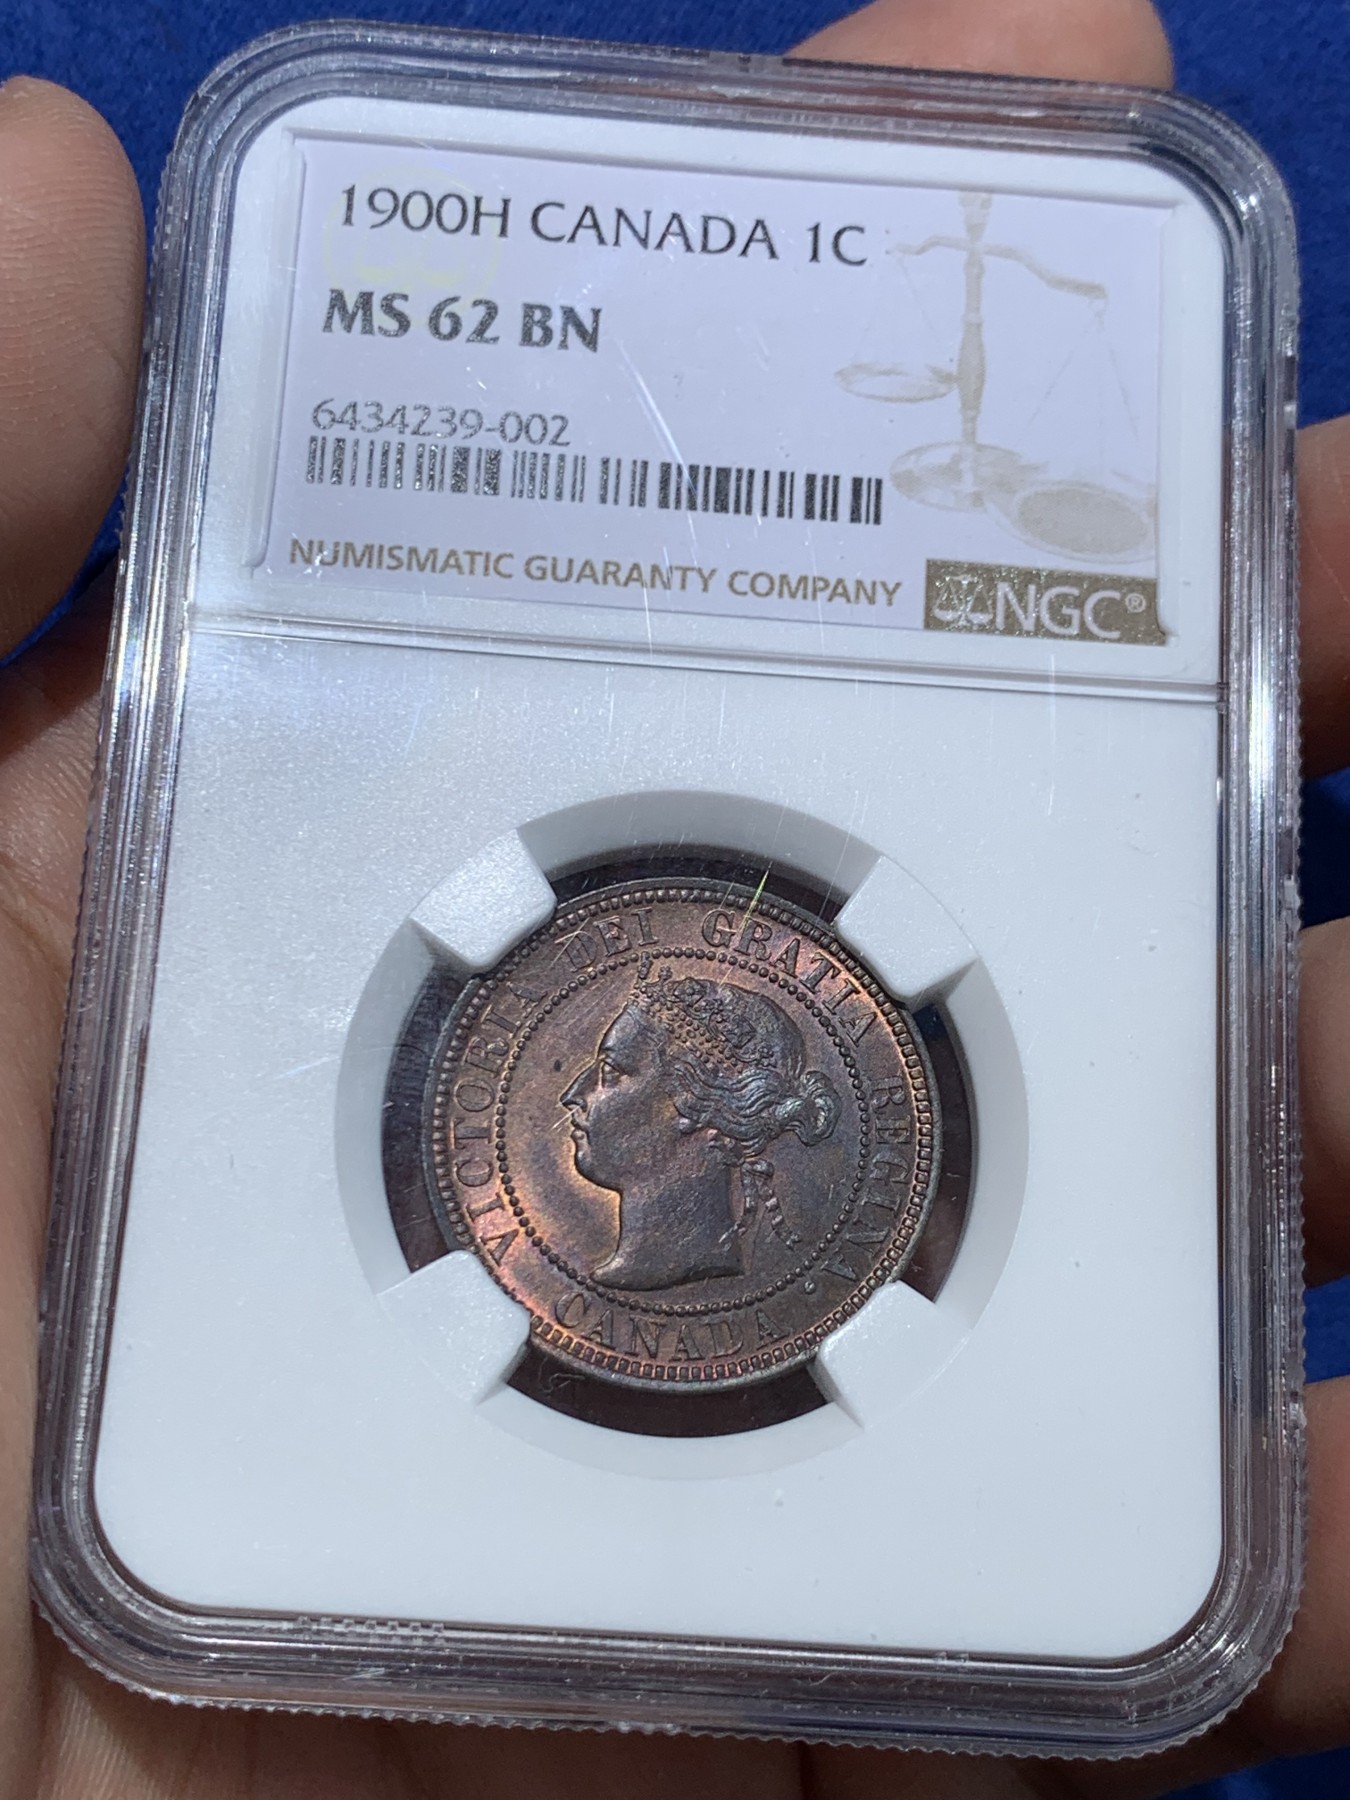 1900H CANADA 1C
MS 62 BN
6434239-002
NUMISMATIC GUARANTY COMPANY
NGC®
VICTORIA DEI GRATIA REGINA.
CANADA